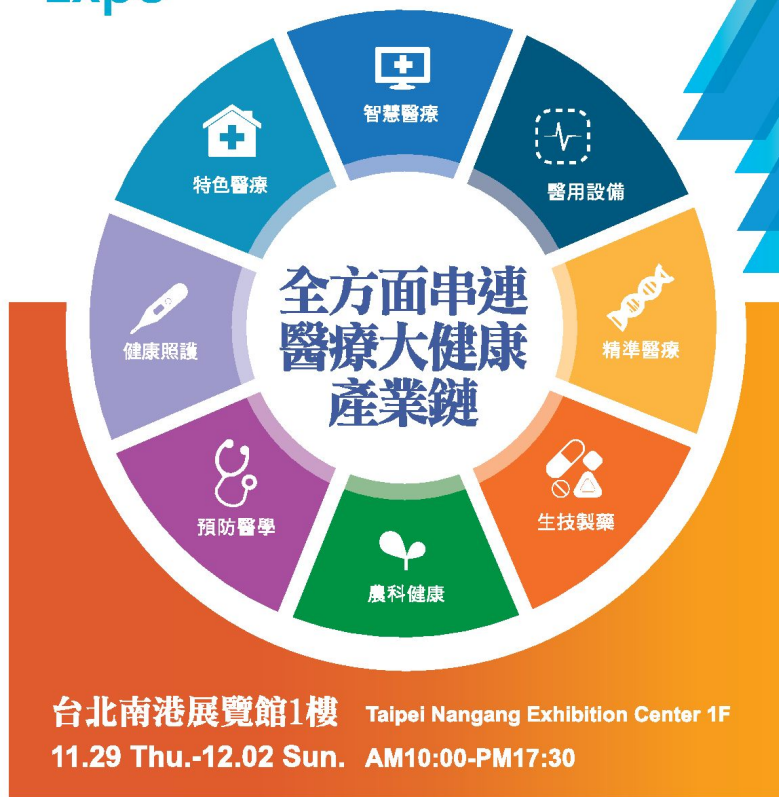 Expo
智慧醫療
醫用設備
特色醫療
全方面串連
醫療大健康
產業鏈
健康照護
精準醫療
預防醫學
生技製藥
農科健康
台北南港展覽館1樓 Taipei Nangang Exhibition Center 1F
11.29 Thu.-12.02 Sun. AM10:00-PM17:30